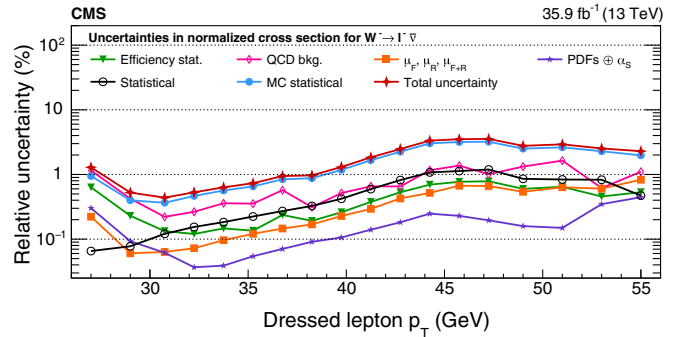 CMS 35.9 fb⁻¹ (13 TeV)
Uncertainties in normalized cross section for W⁻→ l⁻ ν̅
Efficiency stat. QCD bkg. μF, μR, μF+R PDFs ⊕ αS
Statistical MC statistical Total uncertainty
Relative uncertainty (%)
10²
10
1
10⁻¹
30 35 40 45 50 55
Dressed lepton pT (GeV)